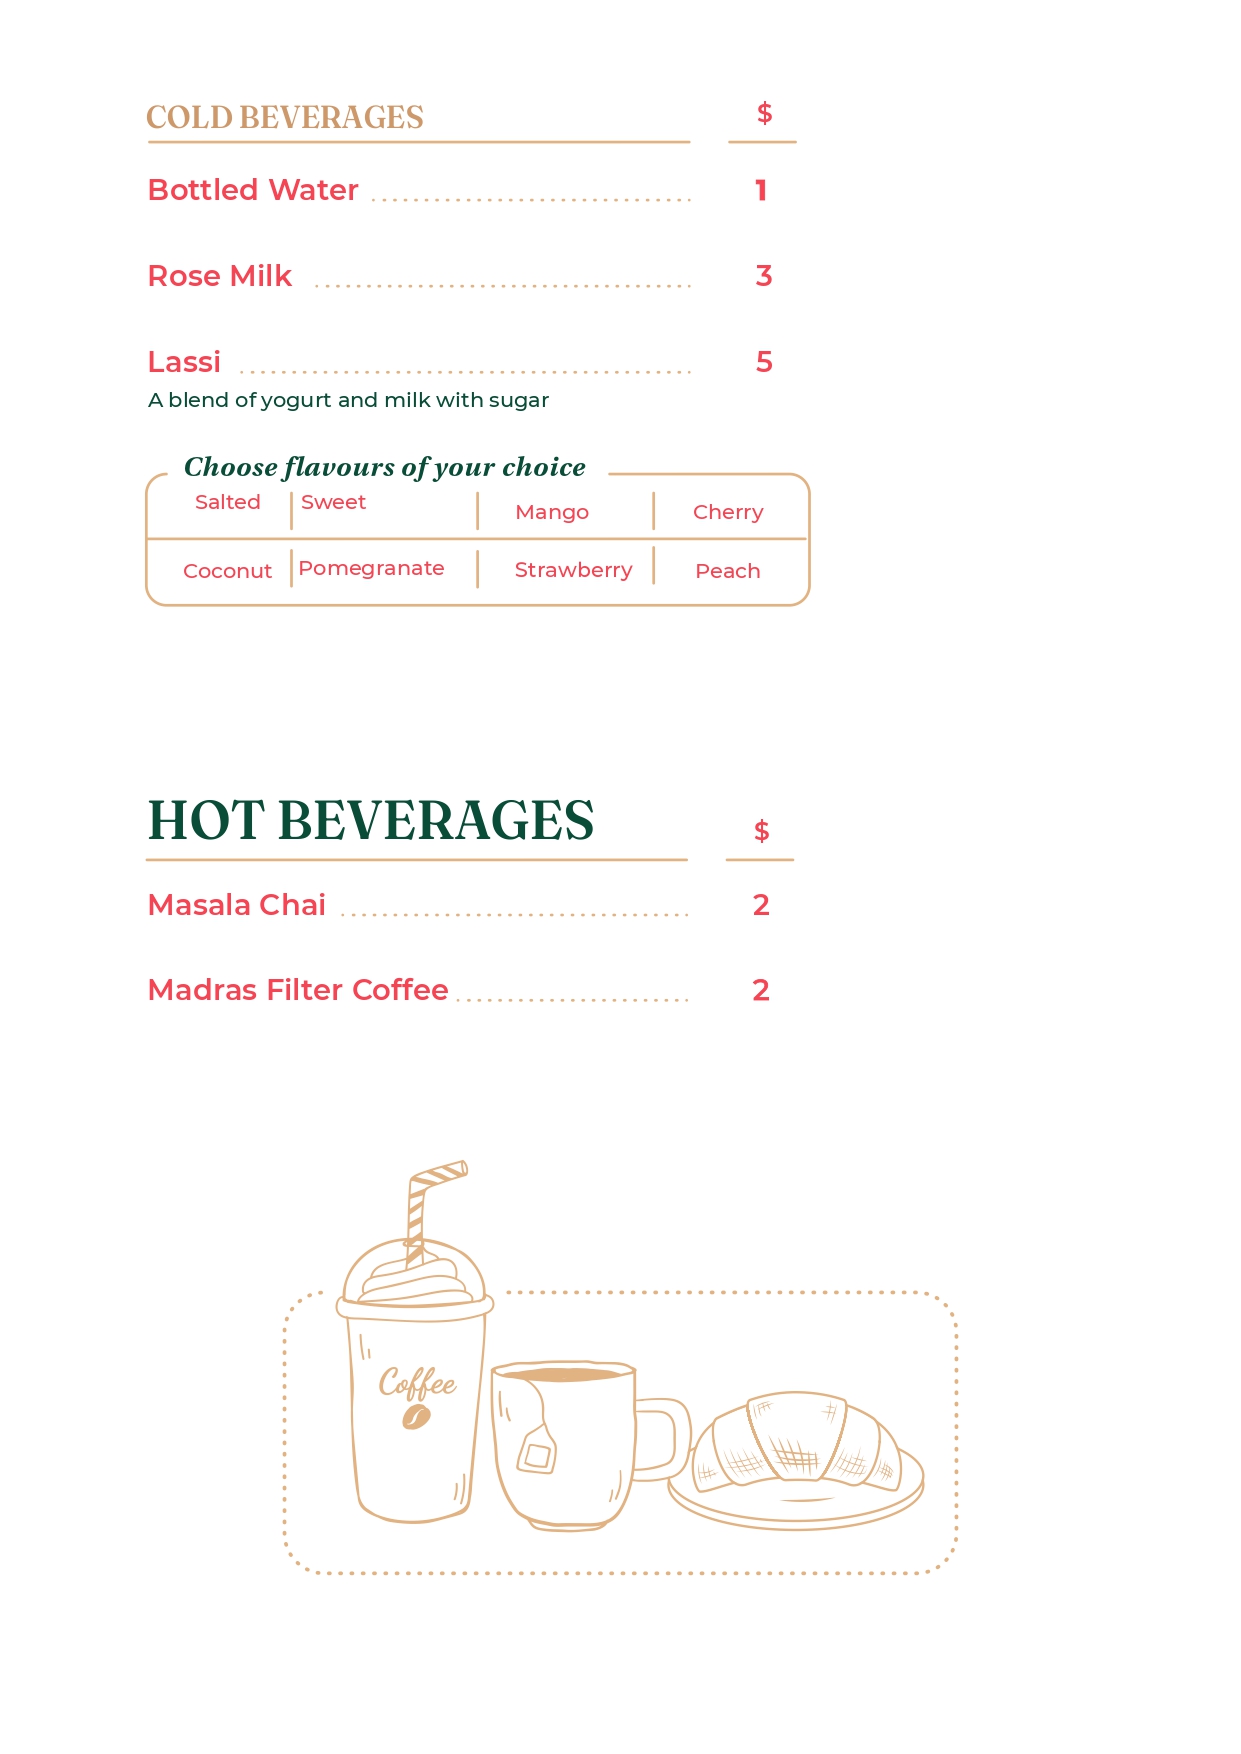 COLD BEVERAGES $
Bottled Water 1
Rose Milk 3
Lassi 5
A blend of yogurt and milk with sugar
Choose flavours of your choice
Salted Sweet Mango Cherry
Coconut Pomegranate Strawberry Peach
HOT BEVERAGES $
Masala Chai 2
Madras Filter Coffee 2
Coffee